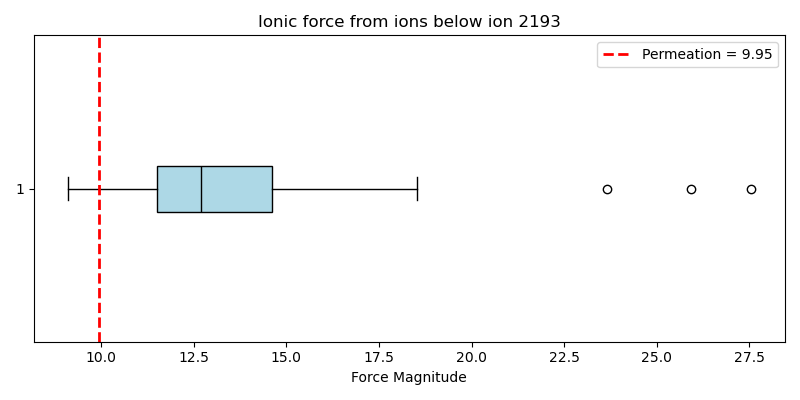 Ionic force from ions below ion 2193
Permeation = 9.95
1
10.0 12.5 15.0 17.5 20.0 22.5 25.0 27.5
Force Magnitude